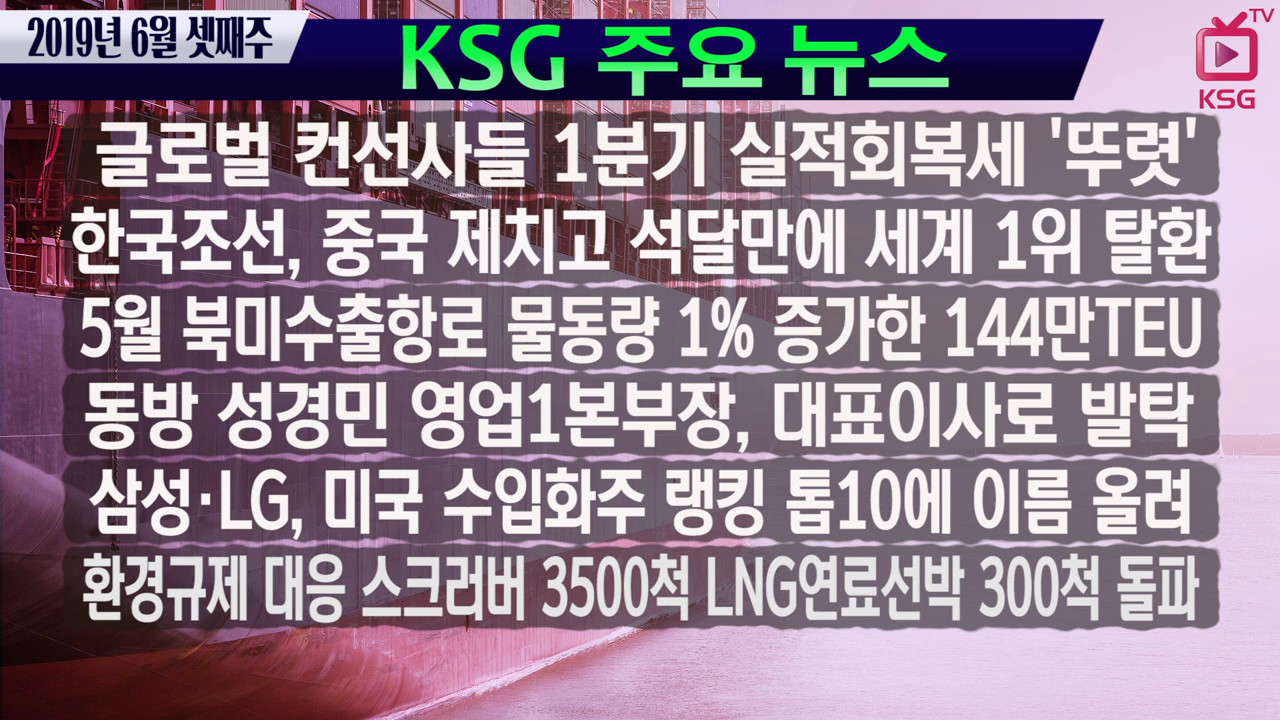 2019년 6월 셋째주
KSG 주요 뉴스
TV
KSG
글로벌 컨선사들 1분기 실적회복세 '뚜렷'
한국조선, 중국 제치고 석달만에 세계 1위 탈환
5월 북미수출항로 물동량 1% 증가한 144만TEU
동방 성경민 영업1본부장, 대표이사로 발탁
삼성·LG, 미국 수입화주 랭킹 톱10에 이름 올려
환경규제 대응 스크러버 3500척 LNG연료선박 300척 돌파